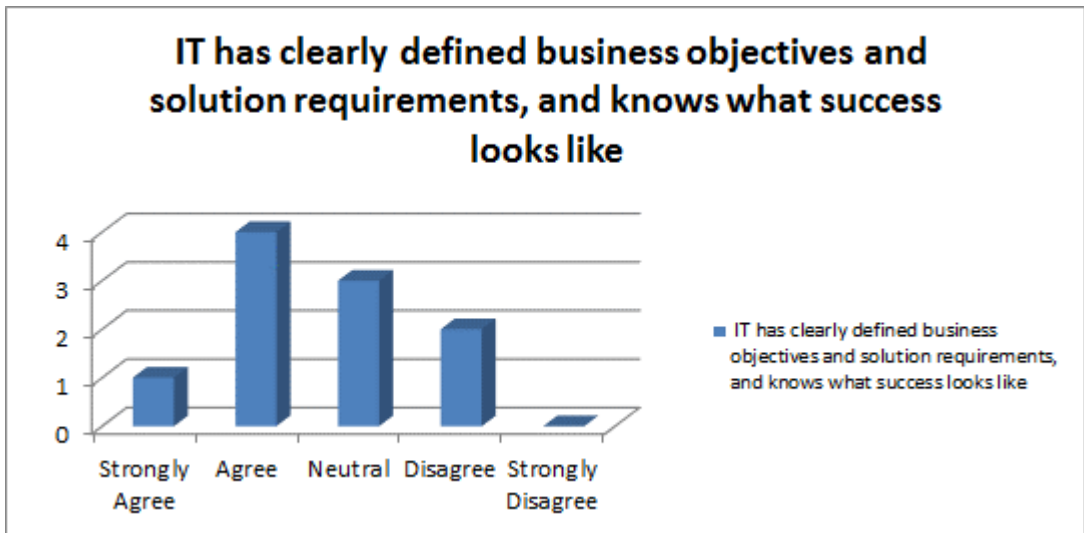 IT has clearly defined business objectives and
solution requirements, and knows what success
looks like
4
3
2
1
0
Strongly Agree
Agree
Neutral
Disagree
Strongly Disagree
IT has clearly defined business
objectives and solution requirements,
and knows what success looks like